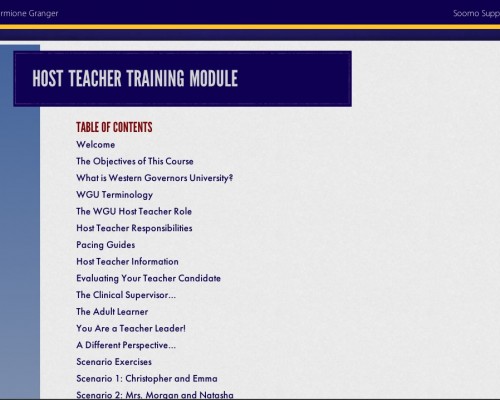 rmione Granger
Soomo Supp
HOST TEACHER TRAINING MODULE
TABLE OF CONTENTS
Welcome
The Objectives of This Course
What is Western Governors University?
WGU Terminology
The WGU Host Teacher Role
Host Teacher Responsibilities
Pacing Guides
Host Teacher Information
Evaluating Your Teacher Candidate
The Clinical Supervisor...
The Adult Learner
You Are a Teacher Leader!
A Different Perspective...
Scenario Exercises
Scenario 1: Christopher and Emma
Scenario 2: Mrs. Morgan and Natasha